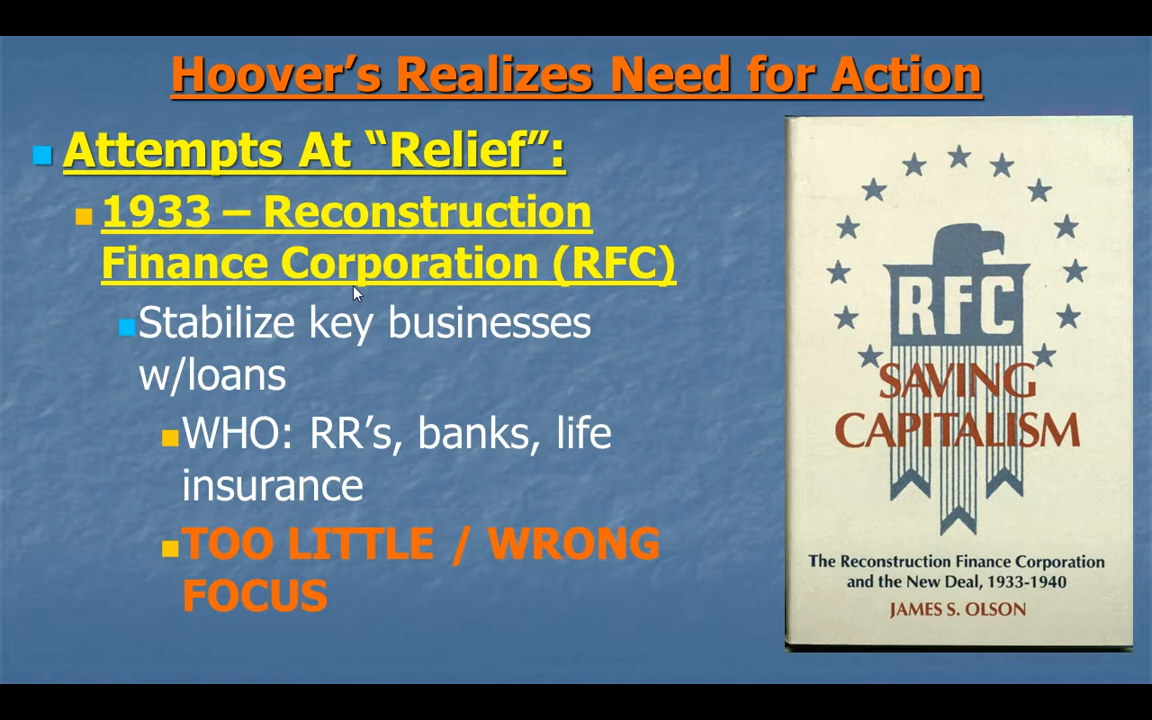 Hoover’s Realizes Need for Action
Attempts At “Relief”:
1933 – Reconstruction
Finance Corporation (RFC)
Stabilize key businesses
w/loans
WHO: RR’s, banks, life
insurance
TOO LITTLE / WRONG
FOCUS
RFC
SAVING
CAPITALISM
The Reconstruction Finance Corporation
and the New Deal, 1933-1940
JAMES S. OLSON